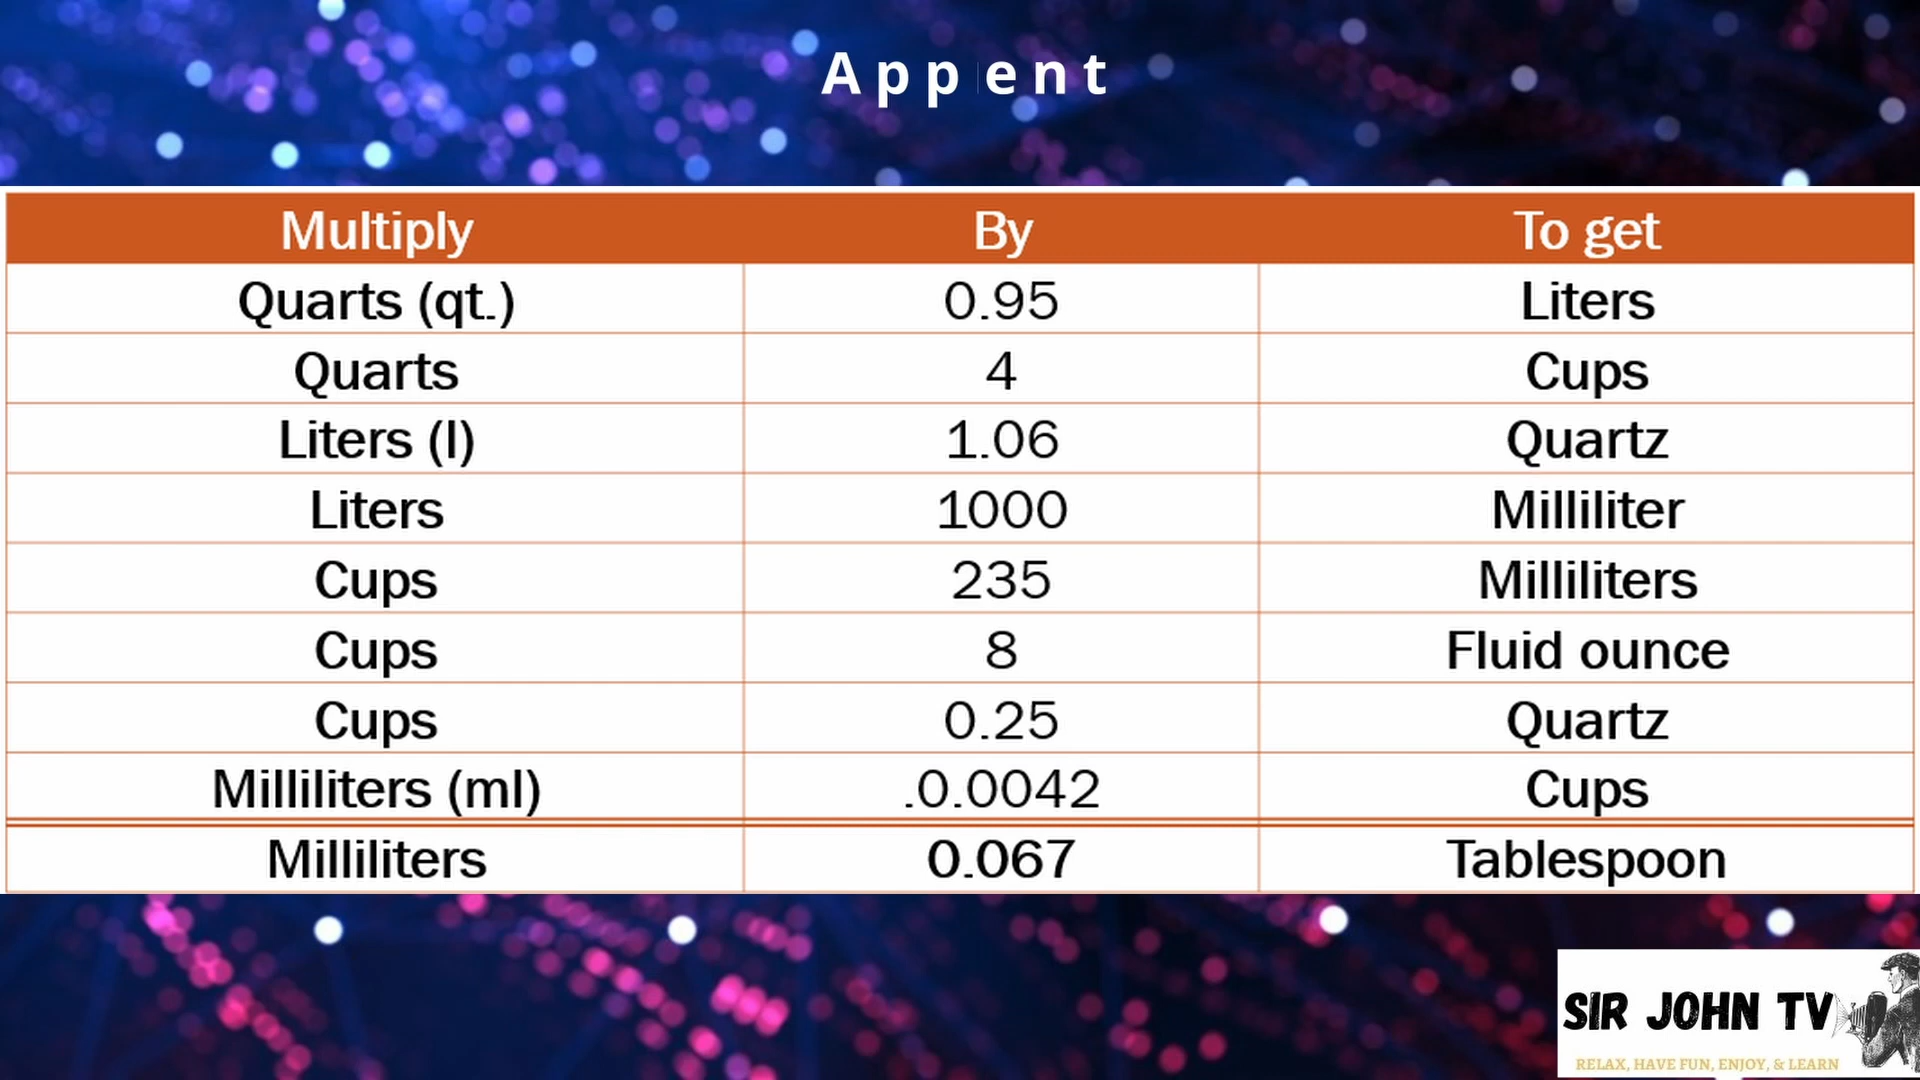 App ent
Multiply By To get
Quarts (qt.) 0.95 Liters
Quarts 4 Cups
Liters (l) 1.06 Quartz
Liters 1000 Milliliter
Cups 235 Milliliters
Cups 8 Fluid ounce
Cups 0.25 Quartz
Milliliters (ml) .0.0042 Cups
Milliliters 0.067 Tablespoon
SIR JOHN TV
RELAX, HAVE FUN, ENJOY, & LEARN